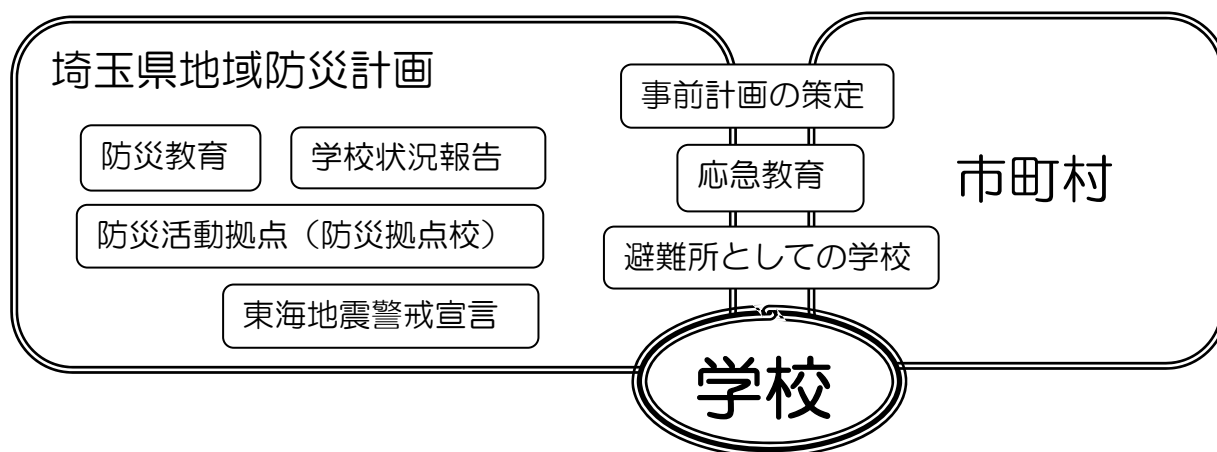 埼玉県地域防災計画
防災教育
学校状況報告
防災活動拠点（防災拠点校）
東海地震警戒宣言
事前計画の策定
応急教育
避難所としての学校
市町村
学校